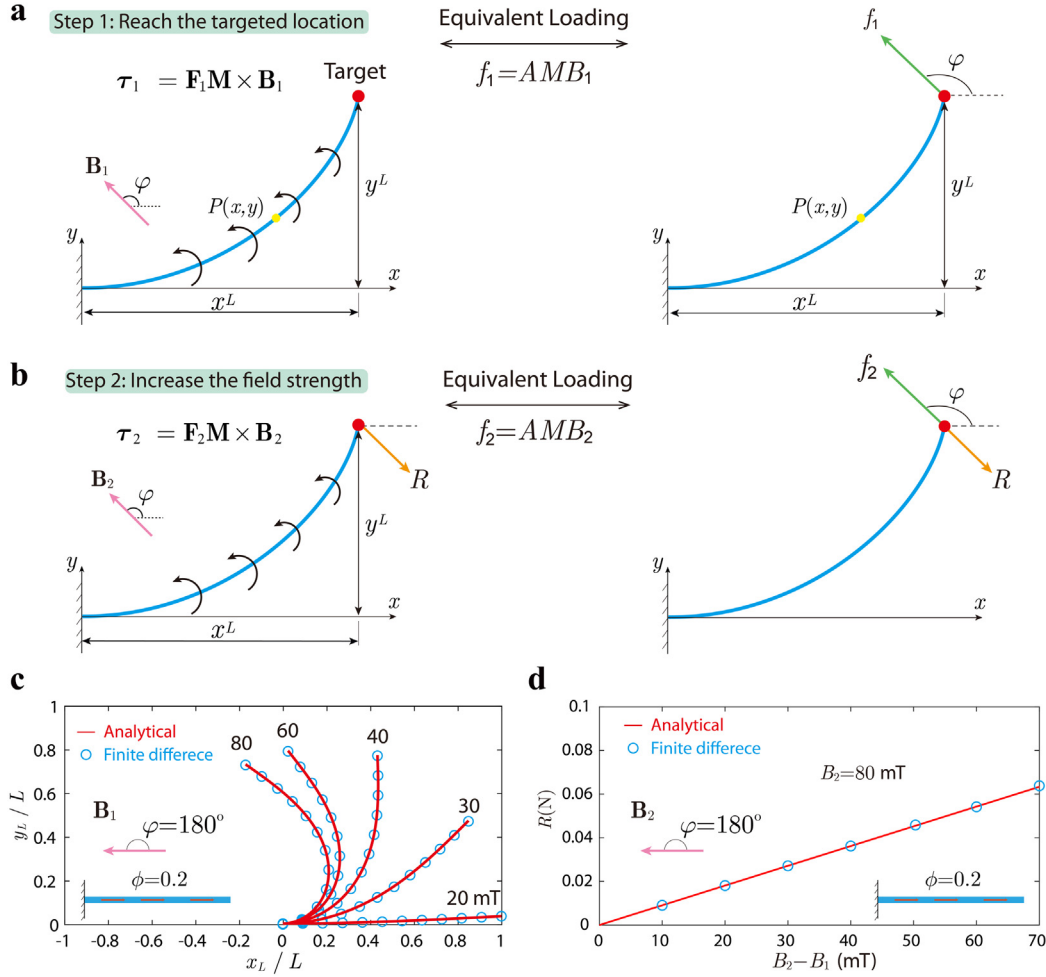 a
Step 1: Reach the targeted location
Equivalent Loading
τ₁ = F₁M × B₁
f₁=AMB₁
Target
f₁
φ
B₁
φ
P(x,y)
y^L
y
x
x^L
P(x,y)
y^L
y
x
x^L
b
Step 2: Increase the field strength
Equivalent Loading
τ₂ = F₂M × B₂
f₂=AMB₂
f₂
φ
B₂
φ
R
R
y^L
y
x
x^L
y
x
c
Analytical
Finite differece
80
60
40
30
20 mT
B₁
φ=180°
ϕ=0.2
y_L / L
1
0.8
0.6
0.4
0.2
0
-1 -0.8 -0.6 -0.4 -0.2 0 0.2 0.4 0.6 0.8 1
x_L / L
d
Analytical
Finite differece
B₂=80 mT
B₂
φ=180°
ϕ=0.2
R(N)
0.1
0.08
0.06
0.04
0.02
0
0 10 20 30 40 50 60 70
B₂−B₁ (mT)